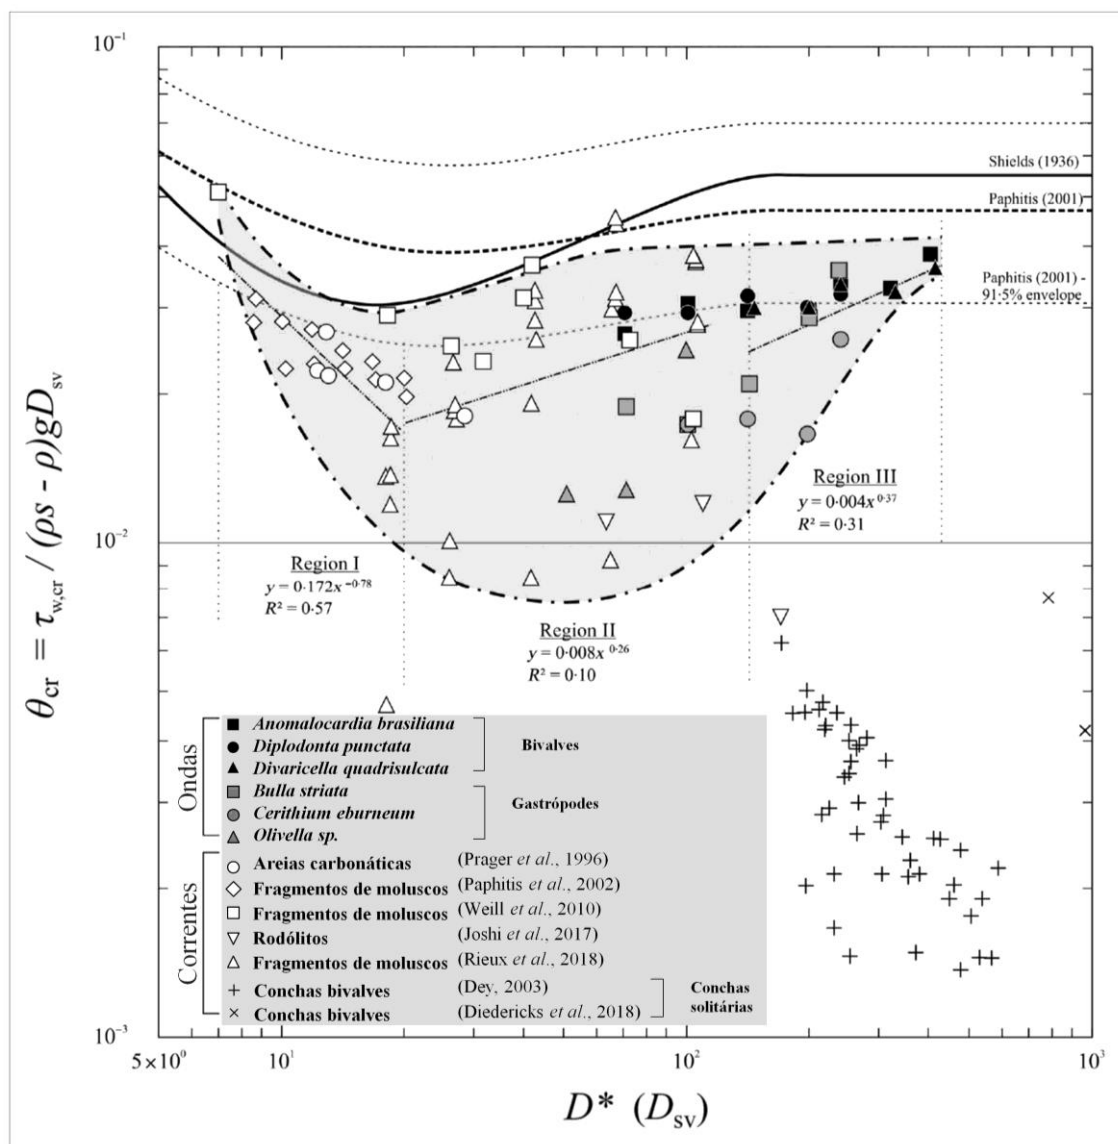 10⁻¹
Shields (1936)
Paphitis (2001)
Paphitis (2001) -
91·5% envelope
θcr = τw,cr / (ρs - ρ)gDsv
10⁻²
Region III
y = 0·004x^0·37
R² = 0·31
Region I
y = 0·172x^−0·78
R² = 0·57
Region II
y = 0·008x^0·26
R² = 0·10
Ondas
Anomalocardia brasiliana
Diplodonta punctata
Divaricella quadrisulcata
Bivalves
Bulla striata
Cerithium eburneum
Olivella sp.
Gastrópodes
Correntes
Areias carbonáticas (Prager et al., 1996)
Fragmentos de moluscos (Paphitis et al., 2002)
Fragmentos de moluscos (Weill et al., 2010)
Rodólitos (Joshi et al., 2017)
Fragmentos de moluscos (Rieux et al., 2018)
Conchas bivalves (Dey, 2003)
Conchas bivalves (Diedericks et al., 2018)
Conchas
solitárias
10⁻³
5×10⁰ 10¹ 10² 10³
D* (Dsv)